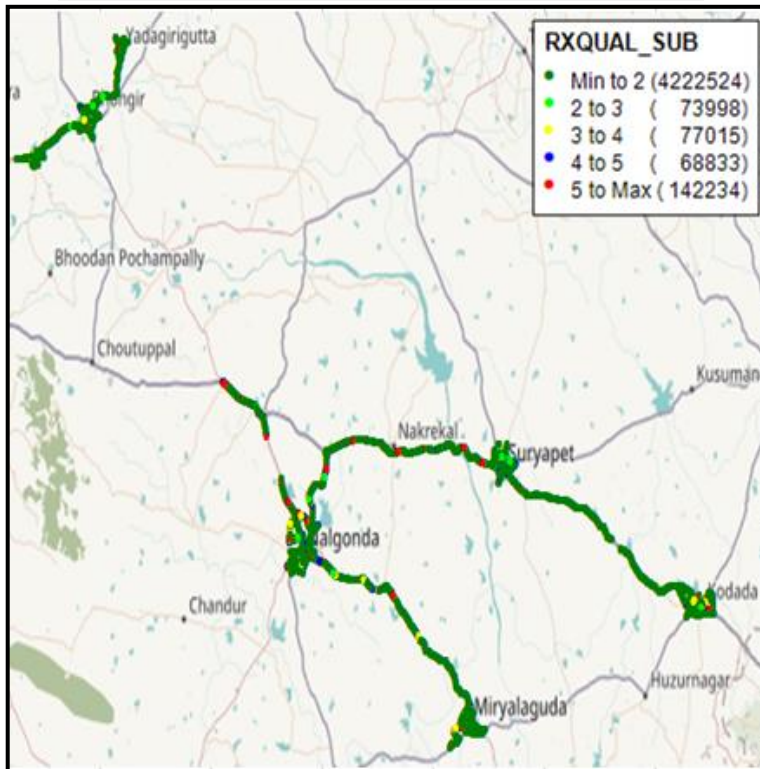 Yadagirigutta
RXQUAL_SUB
Min to 2 (4222524)
2 to 3 ( 73998)
3 to 4 ( 77015)
4 to 5 ( 68833)
5 to Max ( 142234)
Bhoodan Pochampally
Choutuppal
Kusuman
Nakrekal
Suryapet
Nalgonda
Kodada
Chandur
Huzurnagar
Miryalaguda